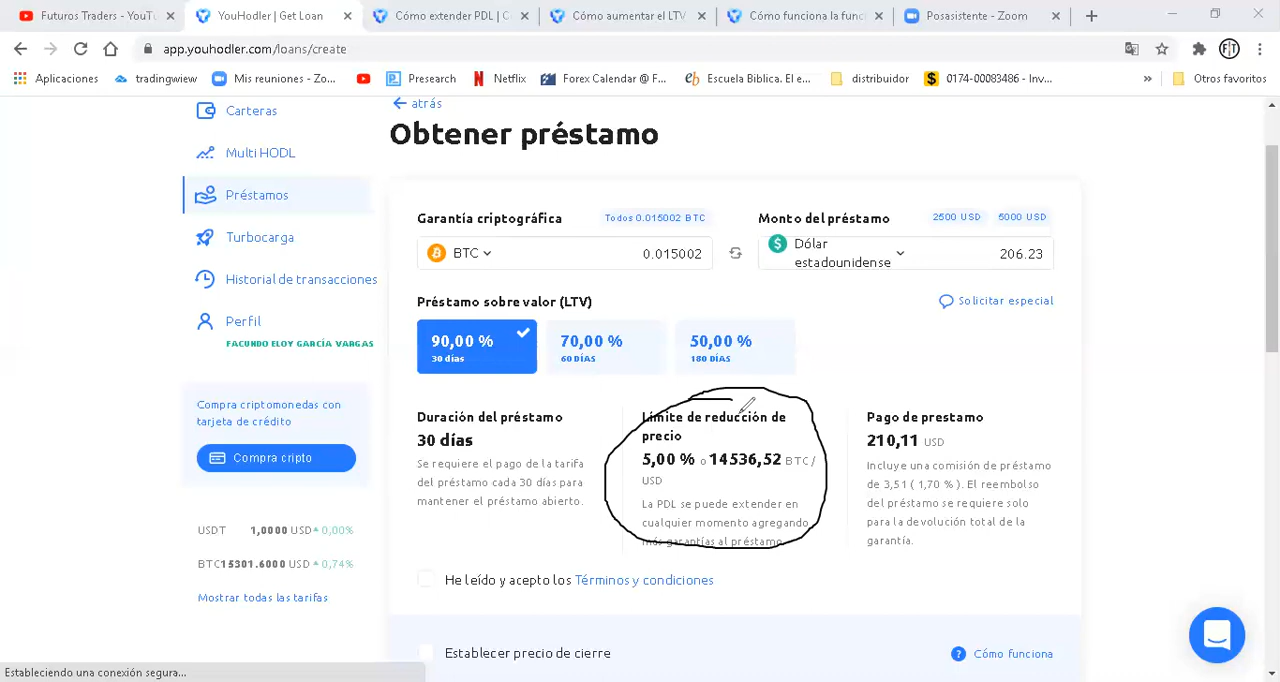 Futuros Traders - YouTu
YouHodler | Get Loan
Cómo extender PDL | C
Cómo aumentar el LTV
Cómo funciona la func
Posasistente - Zoom
app.youhodler.com/loans/create
Aplicaciones
tradingwiew
Mis reuniones - Zo...
Presearch
Netflix
Forex Calendar @ F...
Escuela Biblica. El e...
distribuidor
0174-00083486 - Inv...
» Otros favoritos
Carteras
Multi HODL
Préstamos
Turbocarga
Historial de transacciones
Perfil
FACUNDO ELOY GARCÍA VARGAS
Compra criptomonedas con
tarjeta de crédito
Compra cripto
USDT 1,0000 USD 0,00%
BTC 15301.6000 USD 0,74%
Mostrar todas las tarifas
atrás
Obtener préstamo
Garantía criptográfica Todos 0.015002 BTC
BTC 0.015002
Monto del préstamo 2500 USD 5000 USD
Dólar
estadounidense 206.23
Préstamo sobre valor (LTV)
Solicitar especial
90,00 %
30 días
70,00 %
60 DÍAS
50,00 %
180 DÍAS
Duración del préstamo
30 días
Se requiere el pago de la tarifa
del préstamo cada 30 días para
mantener el préstamo abierto.
Límite de reducción de
precio
5,00 % o 14536,52 BTC /
USD
La PDL se puede extender en
cualquier momento agregando
más garantías al préstamo.
Pago de prestamo
210,11 USD
Incluye una comisión de préstamo
de 3,51 ( 1,70 % ). El reembolso
del préstamo se requiere solo
para la devolución total de la
garantía.
He leído y acepto los Términos y condiciones
Establecer precio de cierre
? Cómo funciona
Estableciendo una conexión segura...